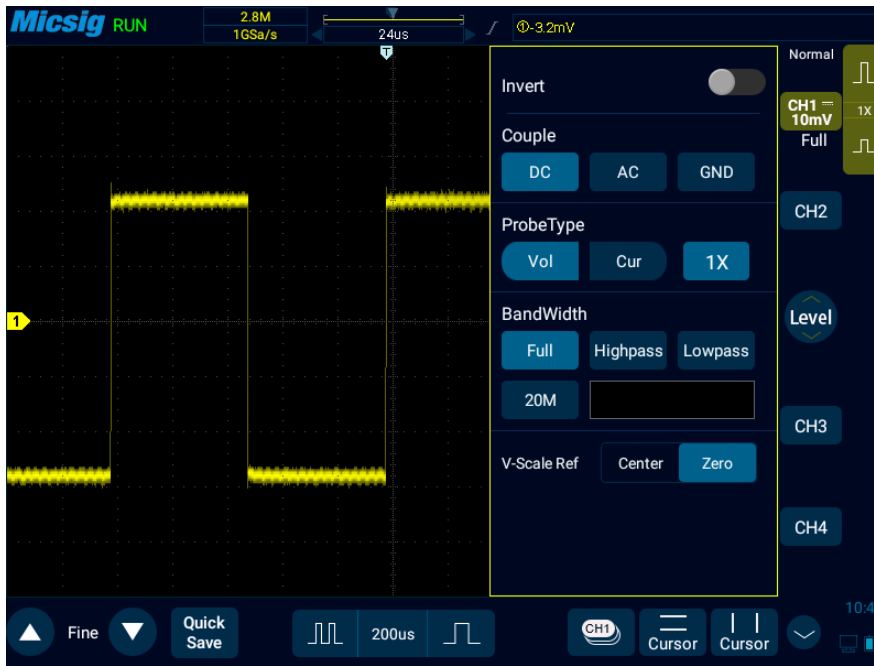 Micsig RUN
2.8M
1GSa/s
24us
①-3.2mV
T
Normal
CH1
10mV
Full
1X
Invert
Couple
DC AC GND
ProbeType
Vol Cur 1X
BandWidth
Full Highpass Lowpass
20M
V-Scale Ref Center Zero
1
CH2
Level
CH3
CH4
Fine
Quick
Save
200us
CH1
Cursor
Cursor
10:4